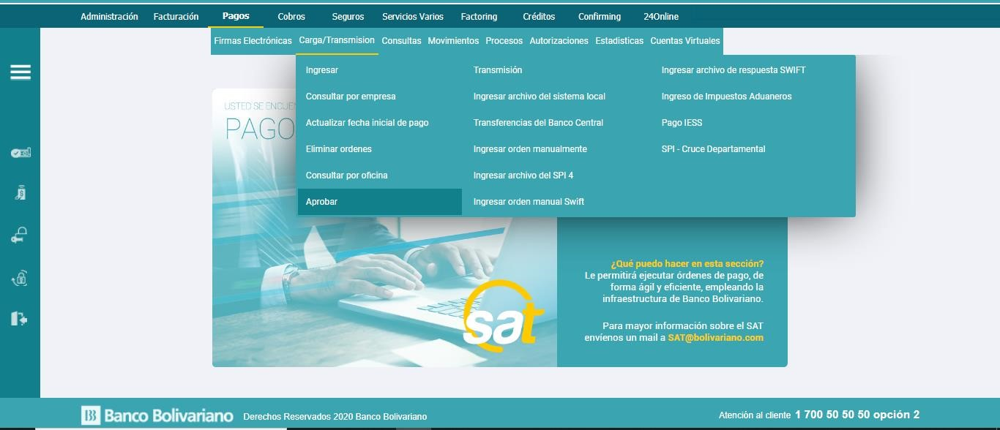 Administración Facturación Pagos Cobros Seguros Servicios Varios Factoring Créditos Confirming 24Online
Firmas Electrónicas Carga/Transmision Consultas Movimientos Procesos Autorizaciones Estadisticas Cuentas Virtuales
Ingresar Transmisión Ingresar archivo de respuesta SWIFT
Consultar por empresa Ingresar archivo del sistema local Ingreso de Impuestos Aduaneros
Actualizar fecha inicial de pago Transferencias del Banco Central Pago IESS
Eliminar ordenes Ingresar orden manualmente SPI - Cruce Departamental
Consultar por oficina Ingresar archivo del SPI 4
Aprobar Ingresar orden manual Swift
USTED SE ENCUE
PAGO
sat
¿Qué puedo hacer en esta sección?
Le permitirá ejecutar órdenes de pago, de
forma ágil y eficiente, empleando la
infraestructura de Banco Bolivariano.
Para mayor información sobre el SAT
envíenos un mail a SAT@bolivariano.com
Banco Bolivariano Derechos Reservados 2020 Banco Bolivariano Atención al cliente 1 700 50 50 50 opción 2